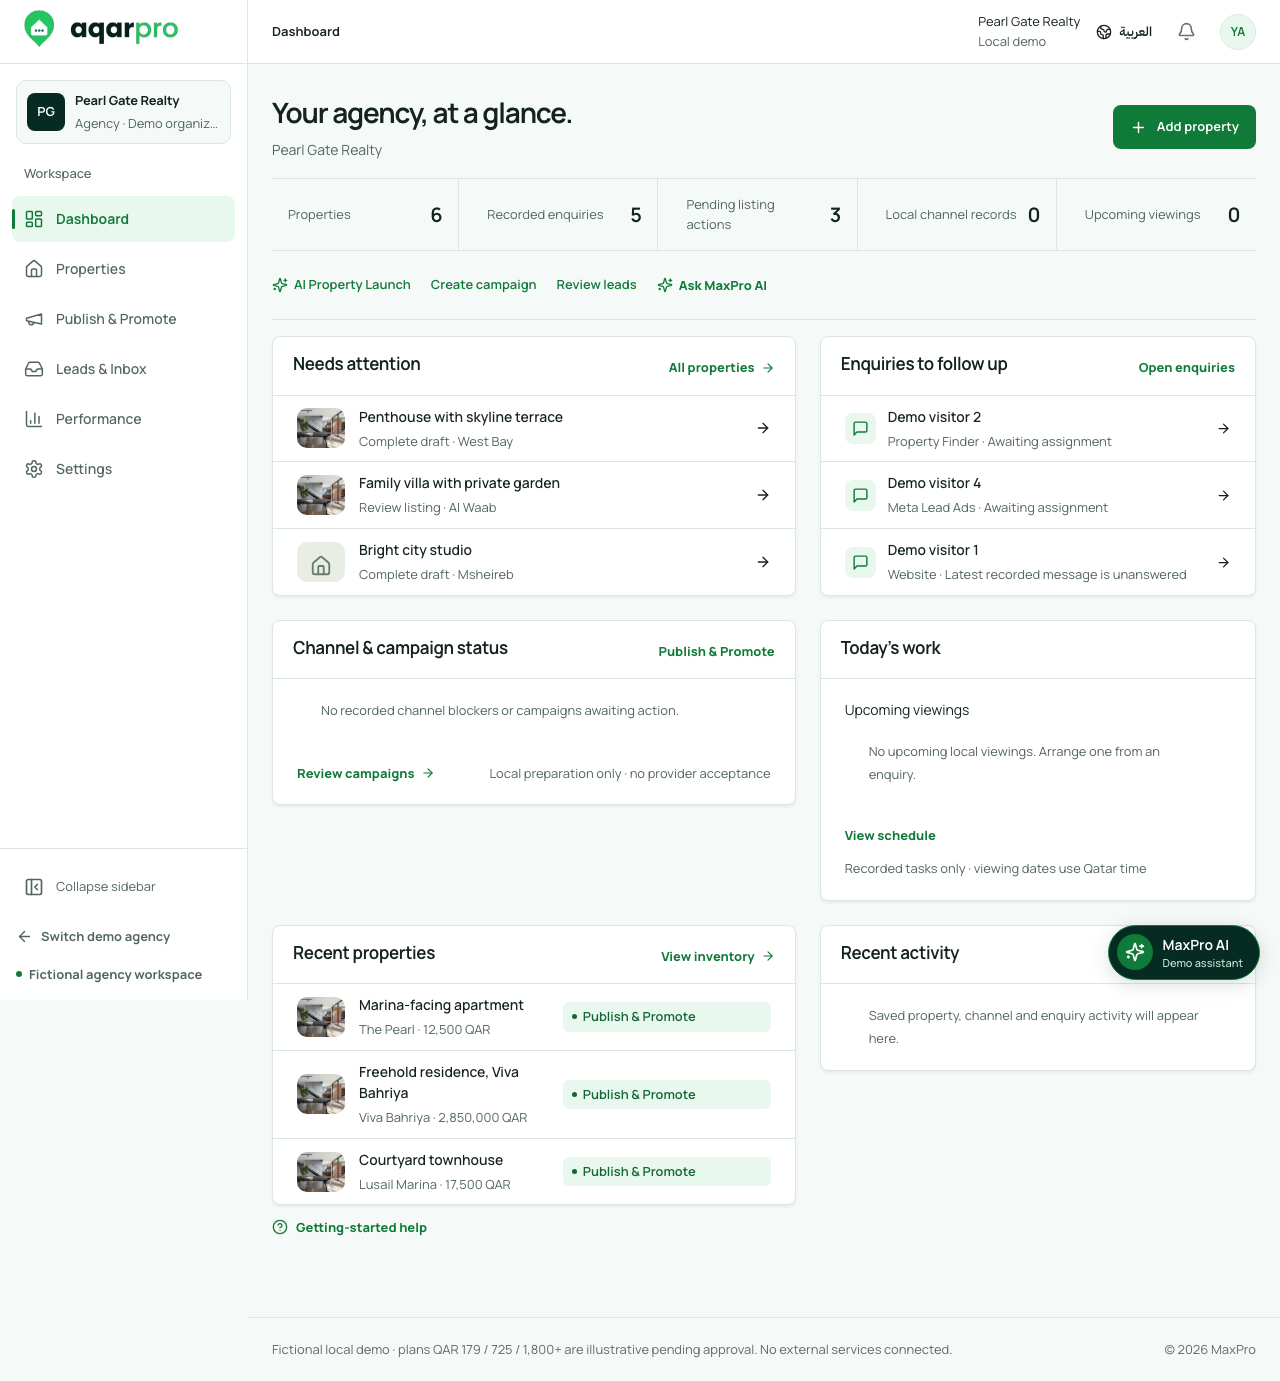 aqarpro
Dashboard
Pearl Gate Realty
Local demo
العربية
YA
PG
Pearl Gate Realty
Agency · Demo organiz...
Workspace
Dashboard
Properties
Publish & Promote
Leads & Inbox
Performance
Settings
Collapse sidebar
Switch demo agency
Fictional agency workspace
Your agency, at a glance.
Pearl Gate Realty
Add property
Properties 6
Recorded enquiries 5
Pending listing
actions 3
Local channel records 0
Upcoming viewings 0
AI Property Launch
Create campaign
Review leads
Ask MaxPro AI
Needs attention
All properties
Penthouse with skyline terrace
Complete draft · West Bay
Family villa with private garden
Review listing · Al Waab
Bright city studio
Complete draft · Msheireb
Enquiries to follow up
Open enquiries
Demo visitor 2
Property Finder · Awaiting assignment
Demo visitor 4
Meta Lead Ads · Awaiting assignment
Demo visitor 1
Website · Latest recorded message is unanswered
Channel & campaign status
Publish & Promote
No recorded channel blockers or campaigns awaiting action.
Review campaigns
Local preparation only · no provider acceptance
Today's work
Upcoming viewings
No upcoming local viewings. Arrange one from an
enquiry.
View schedule
Recorded tasks only · viewing dates use Qatar time
Recent properties
View inventory
Marina-facing apartment
The Pearl · 12,500 QAR
Publish & Promote
Freehold residence, Viva
Bahriya
Viva Bahriya · 2,850,000 QAR
Publish & Promote
Courtyard townhouse
Lusail Marina · 17,500 QAR
Publish & Promote
Recent activity
MaxPro AI
Demo assistant
Saved property, channel and enquiry activity will appear
here.
Getting-started help
Fictional local demo · plans QAR 179 / 725 / 1,800+ are illustrative pending approval. No external services connected.
© 2026 MaxPro